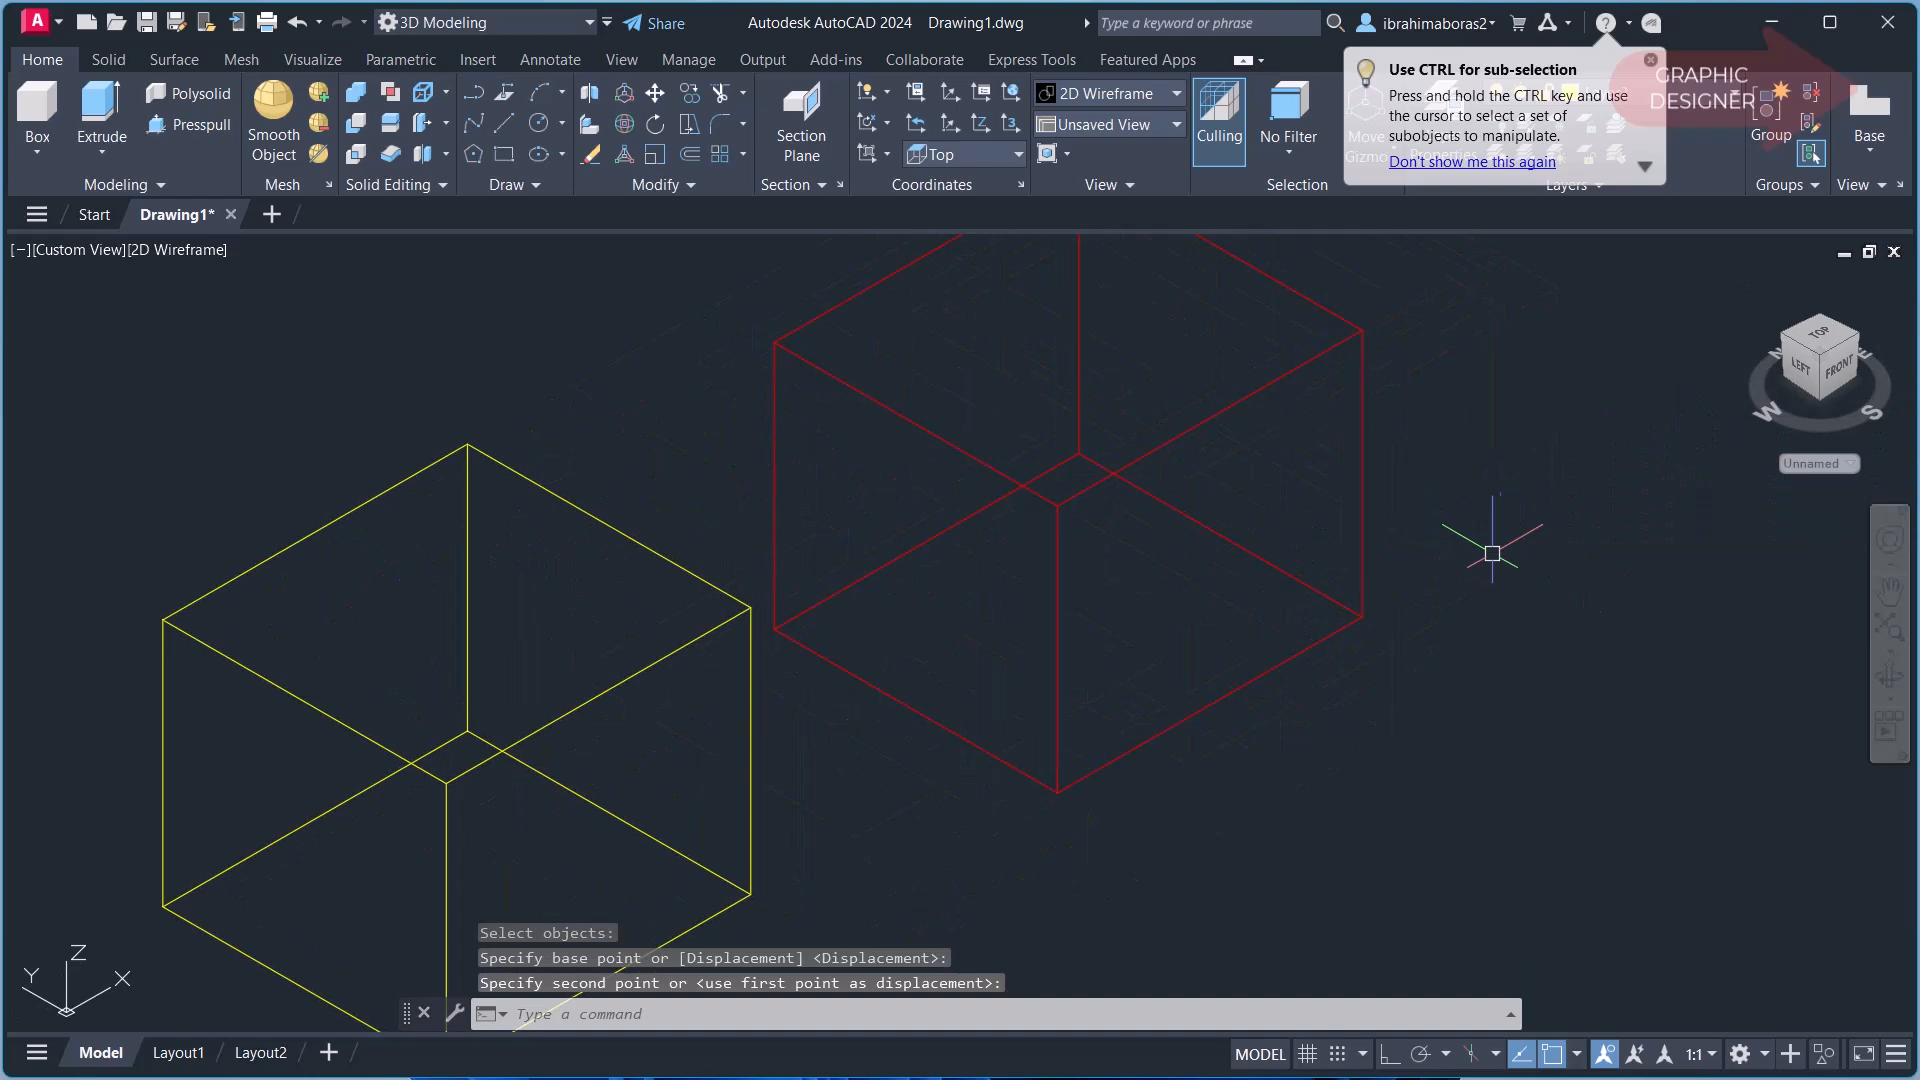 A 3D Modeling Share Autodesk AutoCAD 2024 Drawing1.dwg Type a keyword or phrase ibrahimaboras2 ?
Home Solid Surface Mesh Parametric Insert Annotate View Manage Output Add-ins Collaborate Express Tools Featured Apps
Use CTRL for sub-selection
Press and hold the CTRL key and use
the cursor to select a set of
subobjects to manipulate.
Don't show me this again
GRAPHIC
DESIGNER
Box
Extrude
Polysolid
Presspull
Smooth
Object
Section
Plane
Top
2D Wireframe
Unsaved View
Culling
No Filter
Move
Gizmo
Properties
Group
Base
Modeling Mesh Solid Editing Draw Modify Section Coordinates View Selection Layers Groups View
Start Drawing1* +
[−][Custom View][2D Wireframe]
TOP
LEFT
FRONT
N
E
W
S
Unnamed
Z
Y
X
Select objects:
Specify base point or [Displacement] <Displacement>:
Specify second point or <use first point as displacement>:
Type a command
Model Layout1 Layout2 + MODEL 1:1